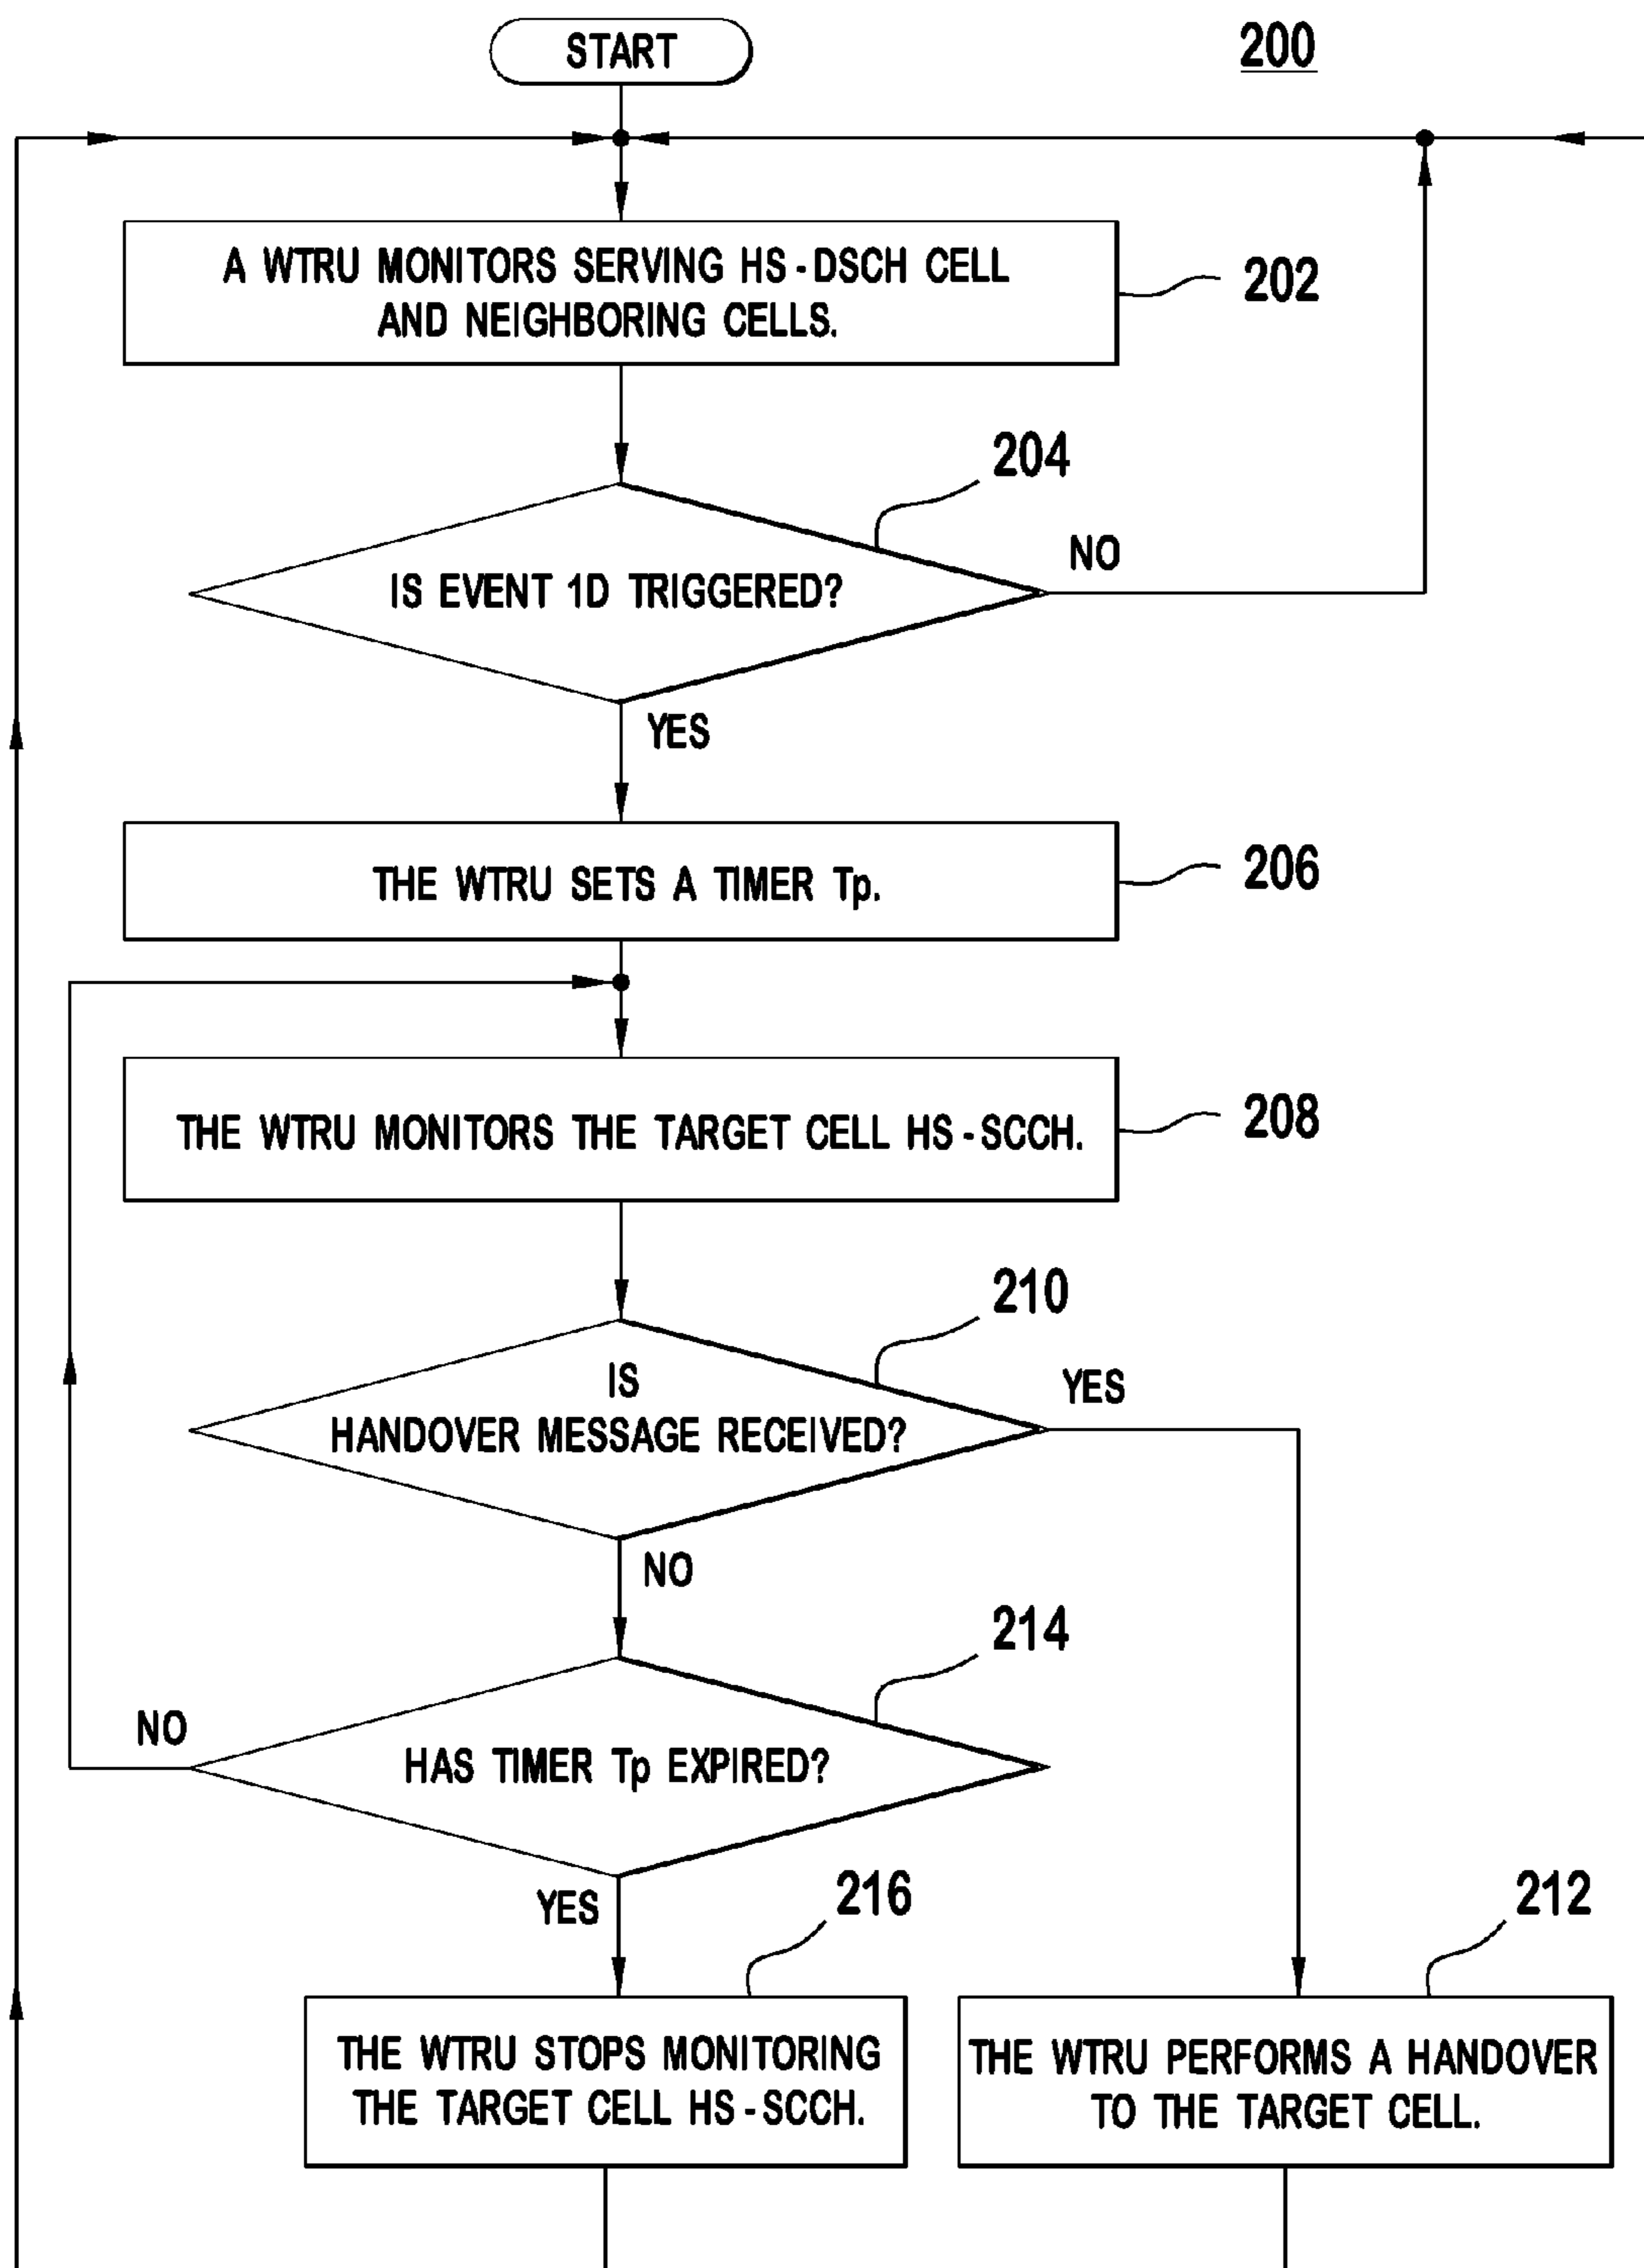 START
200
A WTRU MONITORS SERVING HS-DSCH CELL
AND NEIGHBORING CELLS.
202
204
IS EVENT 1D TRIGGERED?
NO
YES
THE WTRU SETS A TIMER Tp.
206
THE WTRU MONITORS THE TARGET CELL HS-SCCH.
208
210
IS
HANDOVER MESSAGE RECEIVED?
YES
NO
214
HAS TIMER Tp EXPIRED?
NO
YES
216
212
THE WTRU STOPS MONITORING
THE TARGET CELL HS-SCCH.
THE WTRU PERFORMS A HANDOVER
TO THE TARGET CELL.